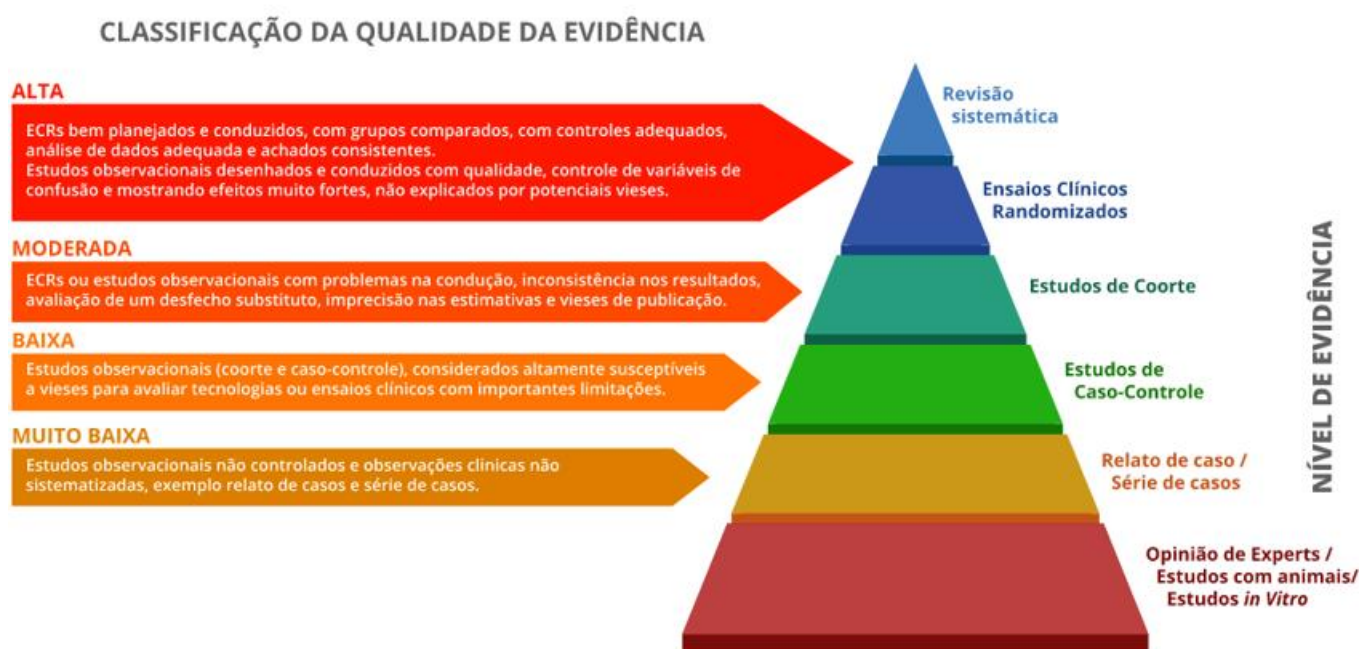 CLASSIFICAÇÃO DA QUALIDADE DA EVIDÊNCIA
ALTA
ECRs bem planejados e conduzidos, com grupos comparados, com controles adequados,
análise de dados adequada e achados consistentes.
Estudos observacionais desenhados e conduzidos com qualidade, controle de variáveis de
confusão e mostrando efeitos muito fortes, não explicados por potenciais vieses.
MODERADA
ECRs ou estudos observacionais com problemas na condução, inconsistência nos resultados,
avaliação de um desfecho substituto, imprecisão nas estimativas e vieses de publicação.
BAIXA
Estudos observacionais (coorte e caso-controle), considerados altamente susceptíveis
a vieses para avaliar tecnologias ou ensaios clínicos com importantes limitações.
MUITO BAIXA
Estudos observacionais não controlados e observações clinicas não
sistematizadas, exemplo relato de casos e série de casos.
Revisão
sistemática
Ensaios Clínicos
Randomizados
Estudos de Coorte
Estudos de
Caso-Controle
Relato de caso /
Série de casos
Opinião de Experts /
Estudos com animais/
Estudos in Vitro
NÍVEL DE EVIDÊNCIA